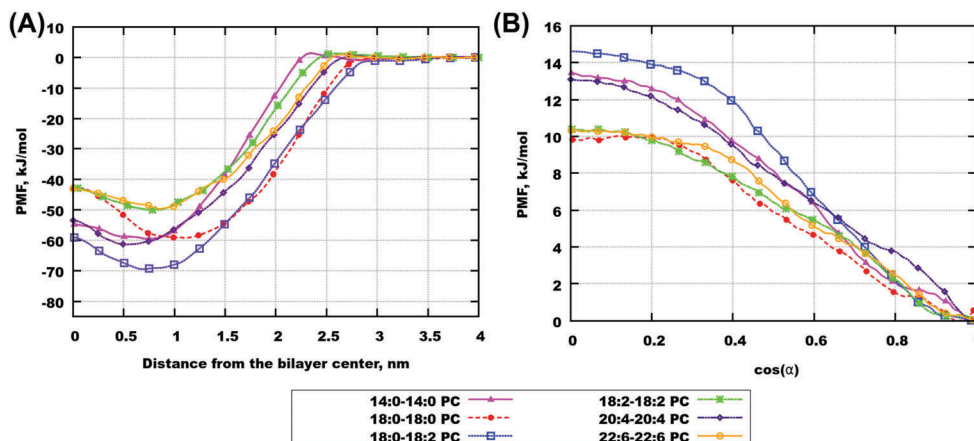 (A)
(B)
10
0
-10
-20
-30
-40
-50
-60
-70
-80
PMF, kJ/mol
0 0.5 1 1.5 2 2.5 3 3.5 4
Distance from the bilayer center, nm
16
14
12
10
8
6
4
2
0
PMF, kJ/mol
0 0.2 0.4 0.6 0.8
cos(α)
14:0-14:0 PC 18:2-18:2 PC
18:0-18:0 PC 20:4-20:4 PC
18:0-18:2 PC 22:6-22:6 PC